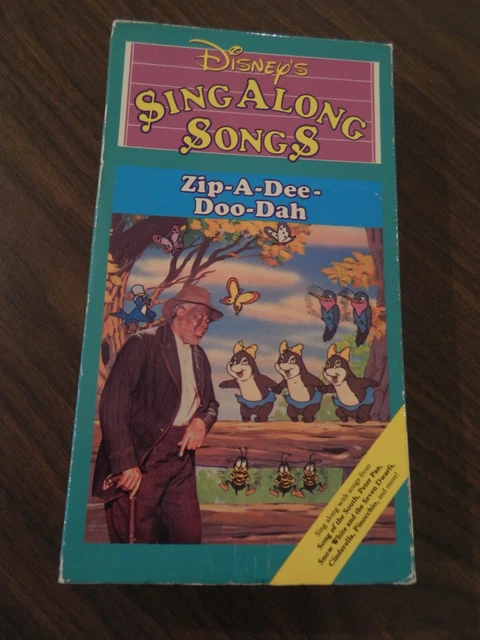 Disney's
Sing Along
Songs
Zip-A-Dee-
Doo-Dah
Sing along with songs from
Song of the South, Peter Pan,
Snow White and the Seven Dwarfs,
Cinderella, Pinocchio, and more!